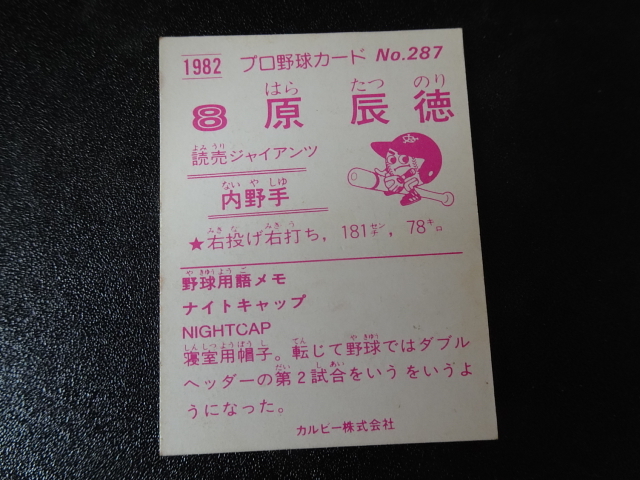 1982 プロ野球カード No.287
はら たつ のり
8 原 辰 徳
よみ うり
読売ジャイアンツ
ない や しゅ
内野手
みぎ な みぎ う
★右投げ右打ち, 181センチ, 78キロ
や きゅう よう ご
野球用語メモ
ナイトキャップ
NIGHTCAP
しん しつ よう ぼう し てん や きゅう
寝室用帽子。転じて野球ではダブル
だい し あい
ヘッダーの第2試合をいうをいうよ
うになった。
カルビー株式会社